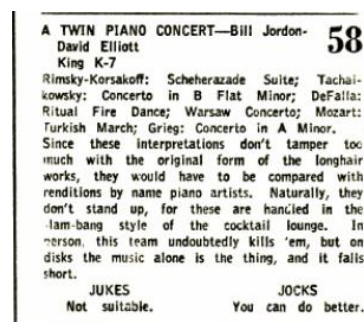 A TWIN PIANO CONCERT—Bill Jordon-
David Elliott
King K-7
58
Rimsky-Korsakoff: Scheherazade Suite; Tachai-
kowsky: Concerto in B Flat Minor; DeFalla:
Ritual Fire Dance; Warsaw Concerto; Mozart:
Turkish March; Grieg: Concerto in A Minor.
Since these interpretations don't tamper too
much with the original form of the longhair
works, they would have to be compared with
renditions by name piano artists. Naturally, they
don't stand up, for these are handled in the
slam-bang style of the cocktail lounge. In
person, this team undoubtedly kills 'em, but on
disks the music alone is the thing, and it falls
short.
JUKES
Not suitable.
JOCKS
You can do better.